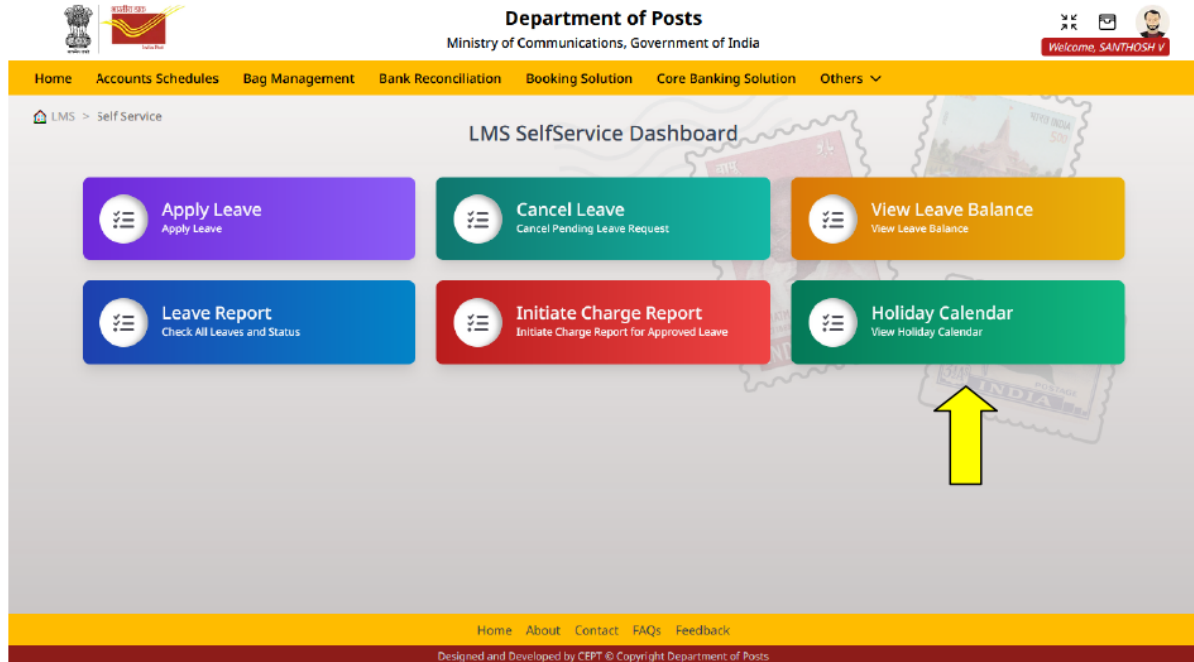 भारतीय डाक
India Post
Department of Posts
Ministry of Communications, Government of India
Welcome, SANTHOSH V
Home Accounts Schedules Bag Management Bank Reconciliation Booking Solution Core Banking Solution Others
LMS > Self Service
LMS SelfService Dashboard
Apply Leave
Apply Leave
Cancel Leave
Cancel Pending Leave Request
View Leave Balance
View Leave Balance
Leave Report
Check All Leaves and Status
Initiate Charge Report
Initiate Charge Report for Approved Leave
Holiday Calendar
View Holiday Calendar
INDIA
POSTAGE
Home About Contact FAQs Feedback
Designed and Developed by CEPT © Copyright Department of Posts